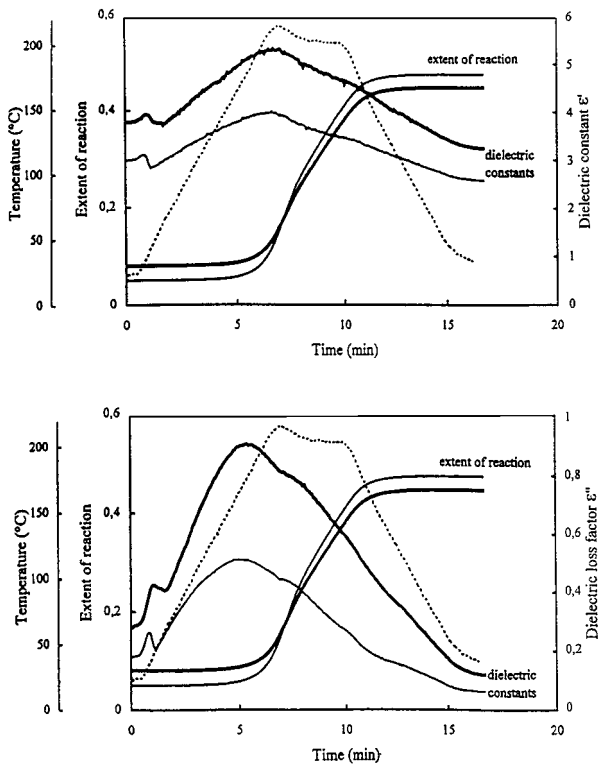 0,6
6
200
5
extent of reaction
150
0,4
4
Temperature (°C)
Extent of reaction
Dielectric constant ε'
dielectric
constants
3
100
0,2
2
50
1
0
0
0
0
5
10
15
20
Time (min)
0,6
1
200
extent of reaction
0,8
150
0,4
Temperature (°C)
Extent of reaction
Dielectric loss factor ε"
0,6
100
0,4
0,2
50
0,2
dielectric
constants
0
0
0
0
5
10
15
20
Time (min)